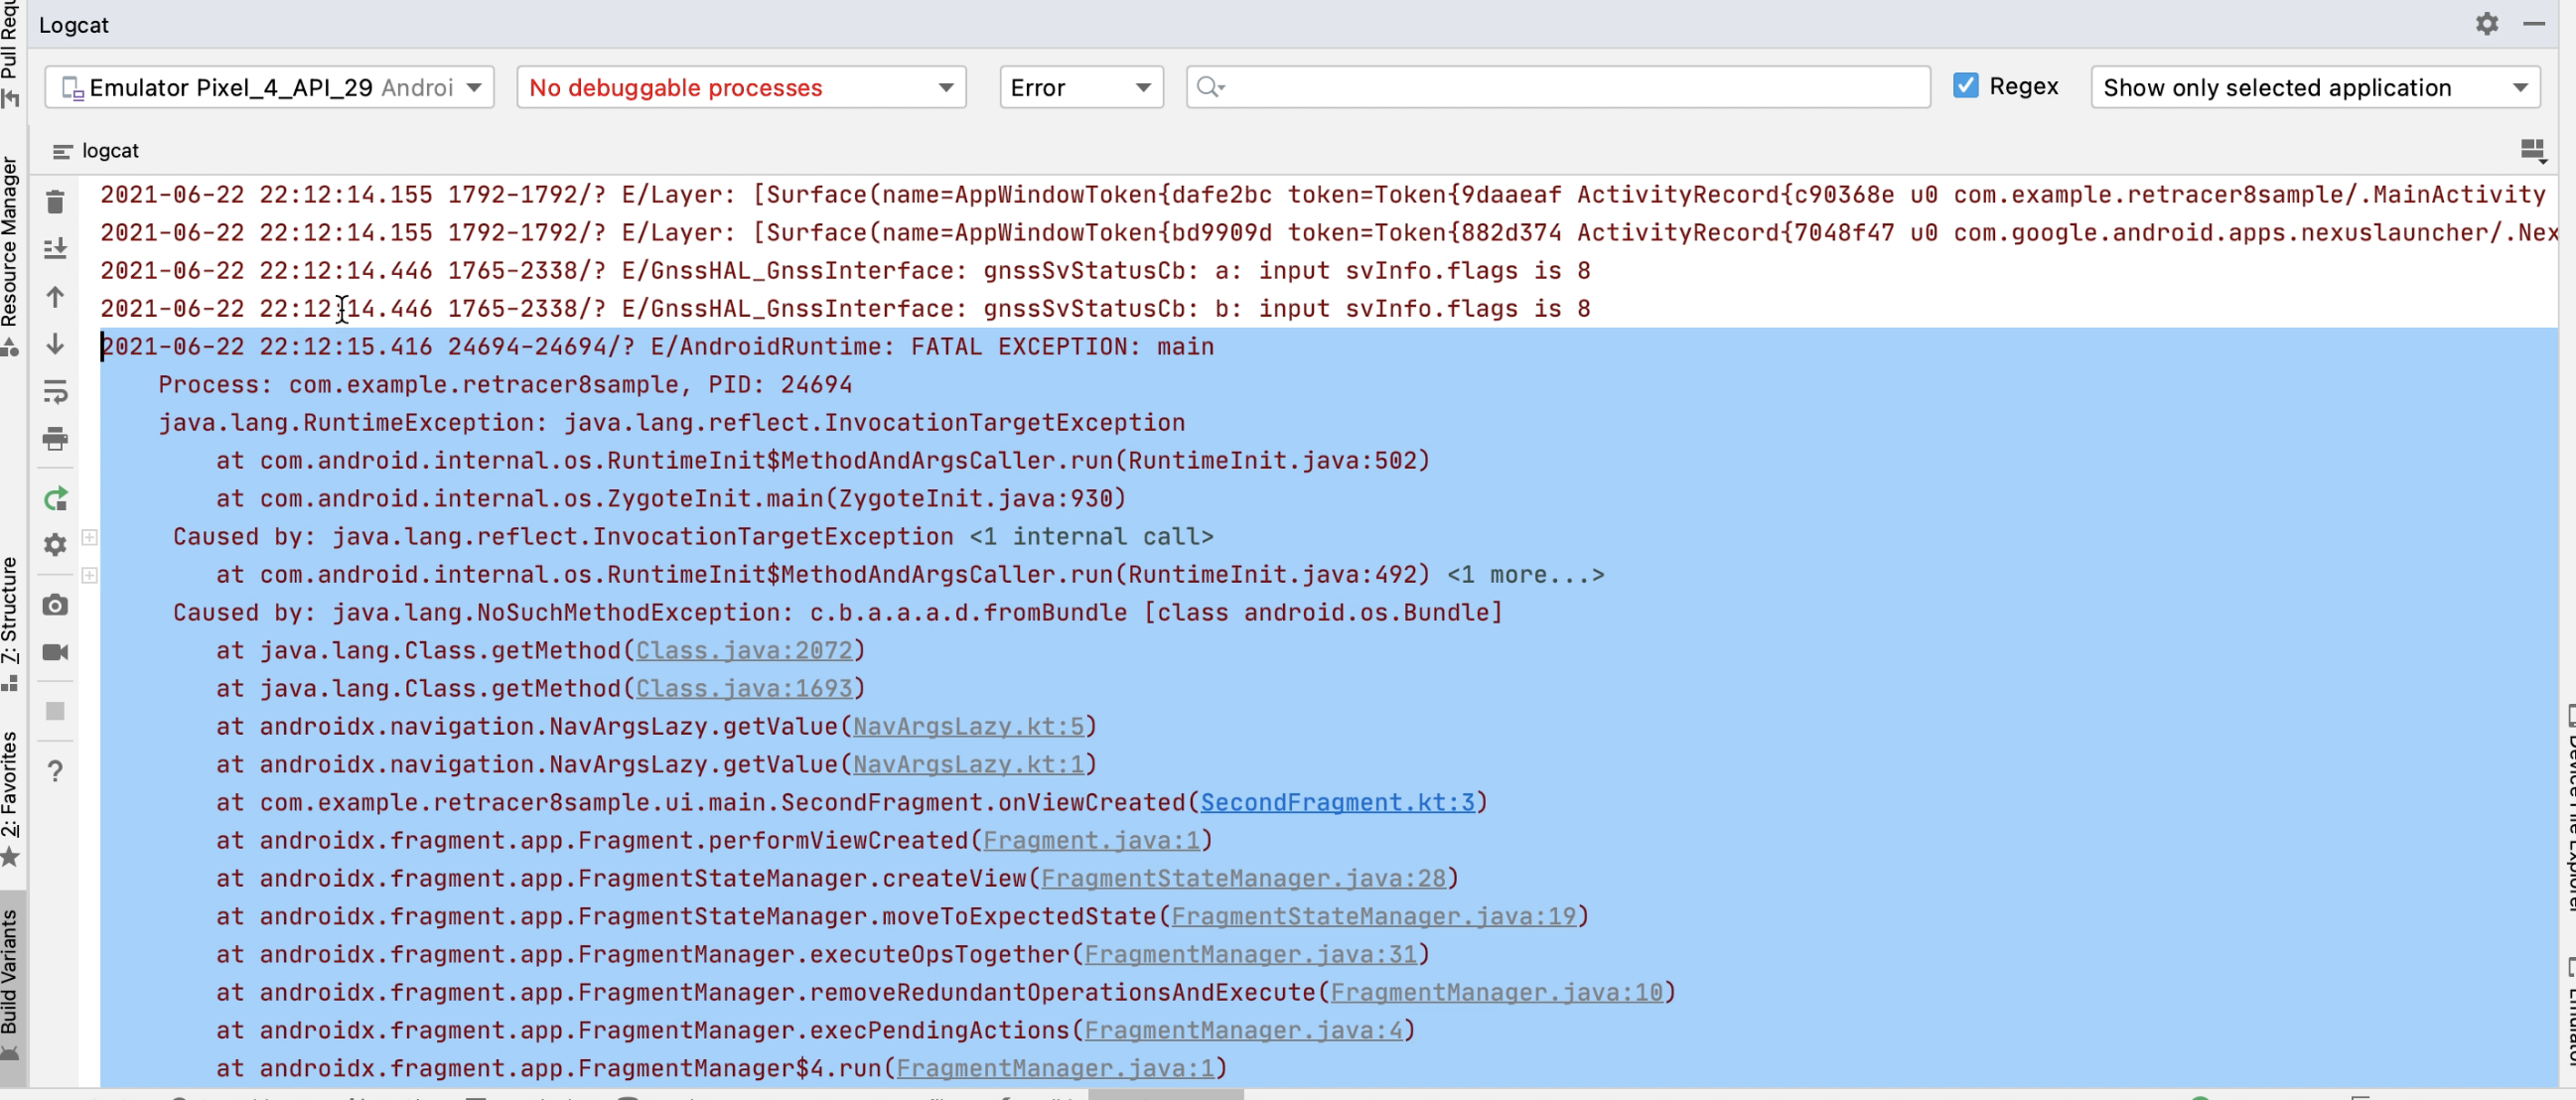 Logcat
Emulator Pixel_4_API_29 Androi
No debuggable processes
Error
Regex
Show only selected application
logcat
2021-06-22 22:12:14.155 1792-1792/? E/Layer: [Surface(name=AppWindowToken{dafe2bc token=Token{9daaeaf ActivityRecord{c90368e u0 com.example.retracer8sample/.MainActivity
2021-06-22 22:12:14.155 1792-1792/? E/Layer: [Surface(name=AppWindowToken{bd9909d token=Token{882d374 ActivityRecord{7048f47 u0 com.google.android.apps.nexuslauncher/.Nex
2021-06-22 22:12:14.446 1765-2338/? E/GnssHAL_GnssInterface: gnssSvStatusCb: a: input svInfo.flags is 8
2021-06-22 22:12:14.446 1765-2338/? E/GnssHAL_GnssInterface: gnssSvStatusCb: b: input svInfo.flags is 8
2021-06-22 22:12:15.416 24694-24694/? E/AndroidRuntime: FATAL EXCEPTION: main
Process: com.example.retracer8sample, PID: 24694
java.lang.RuntimeException: java.lang.reflect.InvocationTargetException
at com.android.internal.os.RuntimeInit$MethodAndArgsCaller.run(RuntimeInit.java:502)
at com.android.internal.os.ZygoteInit.main(ZygoteInit.java:930)
Caused by: java.lang.reflect.InvocationTargetException <1 internal call>
at com.android.internal.os.RuntimeInit$MethodAndArgsCaller.run(RuntimeInit.java:492) <1 more...>
Caused by: java.lang.NoSuchMethodException: c.b.a.a.a.d.fromBundle [class android.os.Bundle]
at java.lang.Class.getMethod(Class.java:2072)
at java.lang.Class.getMethod(Class.java:1693)
at androidx.navigation.NavArgsLazy.getValue(NavArgsLazy.kt:5)
at androidx.navigation.NavArgsLazy.getValue(NavArgsLazy.kt:1)
at com.example.retracer8sample.ui.main.SecondFragment.onViewCreated(SecondFragment.kt:3)
at androidx.fragment.app.Fragment.performViewCreated(Fragment.java:1)
at androidx.fragment.app.FragmentStateManager.createView(FragmentStateManager.java:28)
at androidx.fragment.app.FragmentStateManager.moveToExpectedState(FragmentStateManager.java:19)
at androidx.fragment.app.FragmentManager.executeOpsTogether(FragmentManager.java:31)
at androidx.fragment.app.FragmentManager.removeRedundantOperationsAndExecute(FragmentManager.java:10)
at androidx.fragment.app.FragmentManager.execPendingActions(FragmentManager.java:4)
at androidx.fragment.app.FragmentManager$4.run(FragmentManager.java:1)
Pull Requ
Resource Manager
7: Structure
2: Favorites
Build Variants